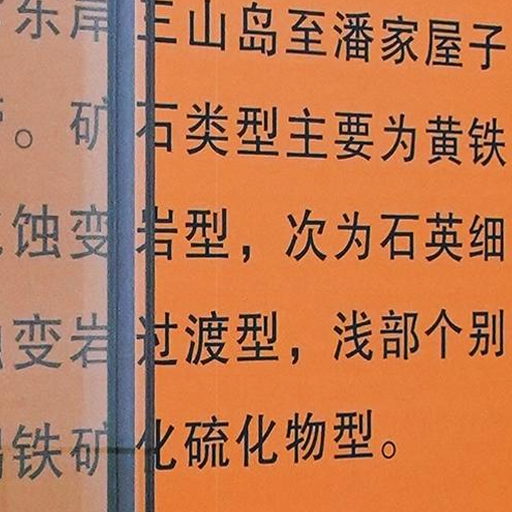 东岸三山岛至潘家屋子
。矿石类型主要为黄铁
蚀变岩型，次为石英细
变岩过渡型，浅部个别
铁矿化硫化物型。